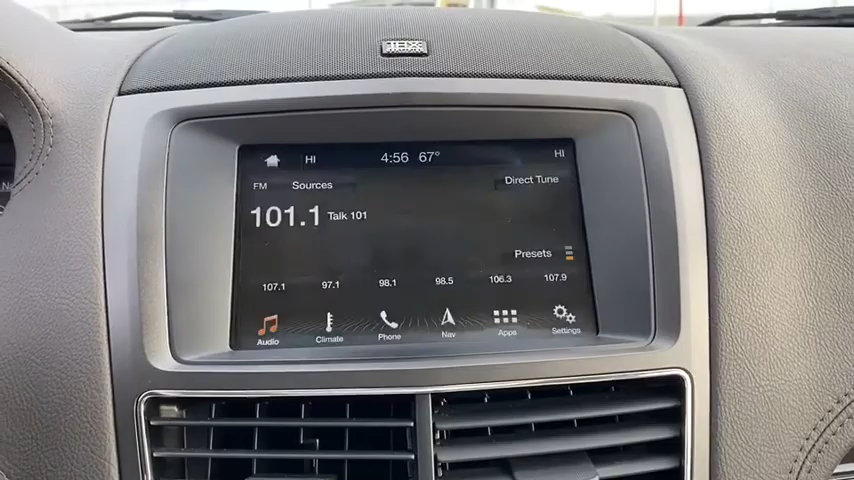 THX
HI 4:56 67° HI
FM Sources Direct Tune
101.1 Talk 101
Presets
107.1 97.1 98.1 98.5 106.3 107.9
Audio Climate Phone Nav Apps Settings